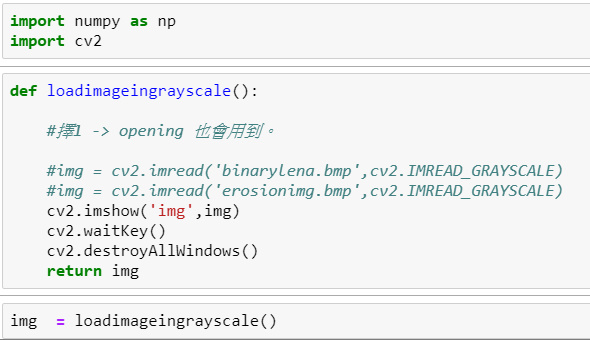 import numpy as np
import cv2
def loadimageingrayscale():
#擇1 -> opening 也會用到。
#img = cv2.imread('binarylena.bmp',cv2.IMREAD_GRAYSCALE)
#img = cv2.imread('erosionimg.bmp',cv2.IMREAD_GRAYSCALE)
cv2.imshow('img',img)
cv2.waitKey()
cv2.destroyAllWindows()
return img
img  = loadimageingrayscale()